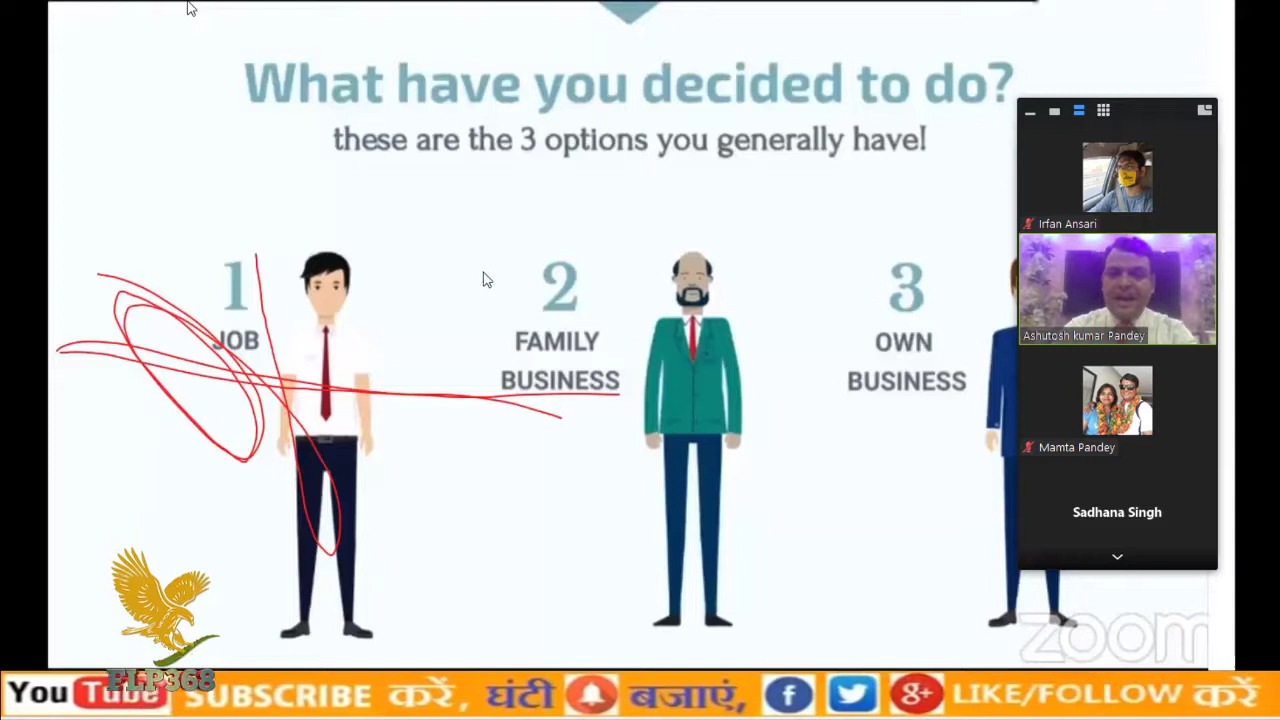 What have you decided to do?
these are the 3 options you generally have!
1
JOB
2
FAMILY
BUSINESS
3
OWN
BUSINESS
Irfan Ansari
Ashutosh kumar Pandey
Mamta Pandey
Sadhana Singh
zoom
FLP368
You Tube SUBSCRIBE करें, घंटी बजाएं, f g+ LIKE/FOLLOW करें